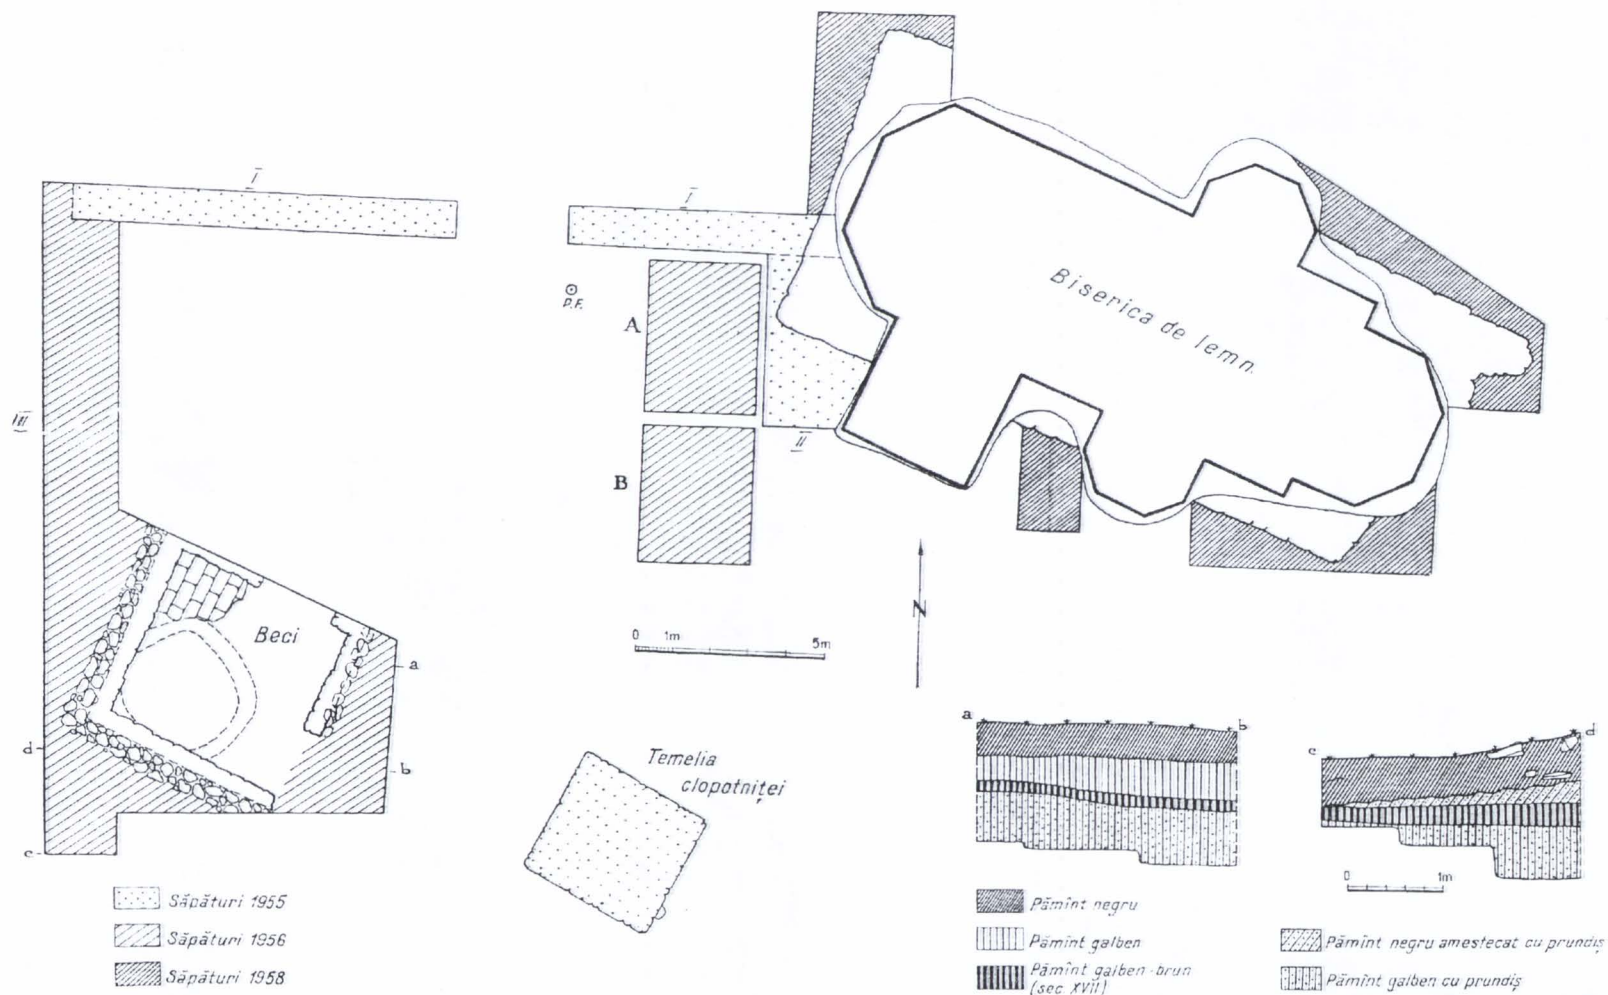 I
I
A
P.F.
B
II
III
Biserica de lemn.
N
0 1m 5m
Beci
a
b
d
c
Temelia
clopotniței
Săpături 1955
Săpături 1956
Săpături 1958
a
b
c
d
0 1m
Pămînt negru
Pămînt galben
Pămînt galben-brun
(sec. XVII)
Pămînt negru amestecat cu prundiș
Pămînt galben cu prundiș